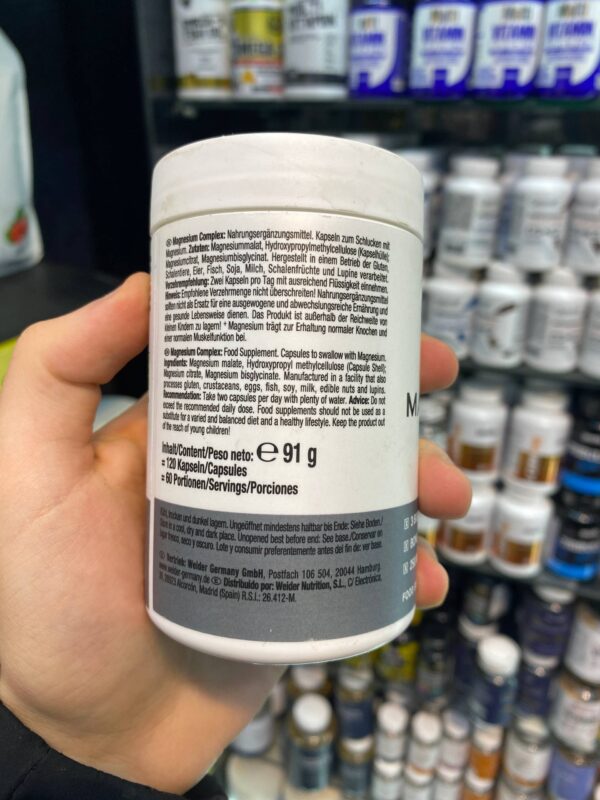 VITAMIN
VITAMIN
VITAMIN
Magnesium Complex: Nahrungsergänzungsmittel. Kapseln zum Schlucken mit
Magnesium. Zutaten: Magnesiummalat, Hydroxypropylmethylcellulose (Kapselhülle);
Magnesiumcitrat, Magnesiumbisglycinat. Hergestellt in einem Betrieb der Gluten,
Schalentiere, Eier, Fisch, Soja, Milch, Schalenfrüchte und Lupine verarbeitet.
Verzehrempfehlung: Zwei Kapseln pro Tag mit ausreichend Flüssigkeit einnehmen.
Hinweis: Empfohlene Verzehrmenge nicht überschreiten! Nahrungsergänzungsmittel
sollten nicht als Ersatz für eine ausgewogene und abwechslungsreiche Ernährung und
eine gesunde Lebensweise dienen. Das Produkt ist außerhalb der Reichweite von
kleinen Kindern zu lagern! * Magnesium trägt zur Erhaltung normaler Knochen und
einer normalen Muskelfunktion bei.
Magnesium Complex: Food Supplement. Capsules to swallow with Magnesium.
Ingredients: Magnesium malate, Hydroxypropyl methylcellulose (Capsule Shell);
Magnesium citrate, Magnesium bisglycinate. Manufactured in a facility that also
processes gluten, crustaceans, eggs, fish, soy, milk, edible nuts and lupins.
Recommendation: Take two capsules per day with plenty of water. Advice: Do not
exceed the recommended daily dose. Food supplements should not be used as a
substitute for a varied and balanced diet and a healthy lifestyle. Keep the product out
of the reach of young children!
Inhalt/Content/Peso neto: ℮ 91 g
= 120 Kapseln/Capsules
= 60 Portionen/Servings/Porciones
Kühl, trocken und dunkel lagern. Ungeöffnet mindestens haltbar bis Ende: Siehe Boden./
Store in a cool, dry and dark place. Unopened best before end: See base./Conservar en
lugar fresco, seco y oscuro. Lote y consumir preferentemente antes del fin de: ver base.
Vertrieb: Weider Germany GmbH, Postfach 106 504, 20044 Hamburg
www.weider-germany.de Distribuido por: Weider Nutrition, S.L., C/ Electrónica,
28923 Alcorcón, Madrid (Spain) R.S.I.: 26.412-M.